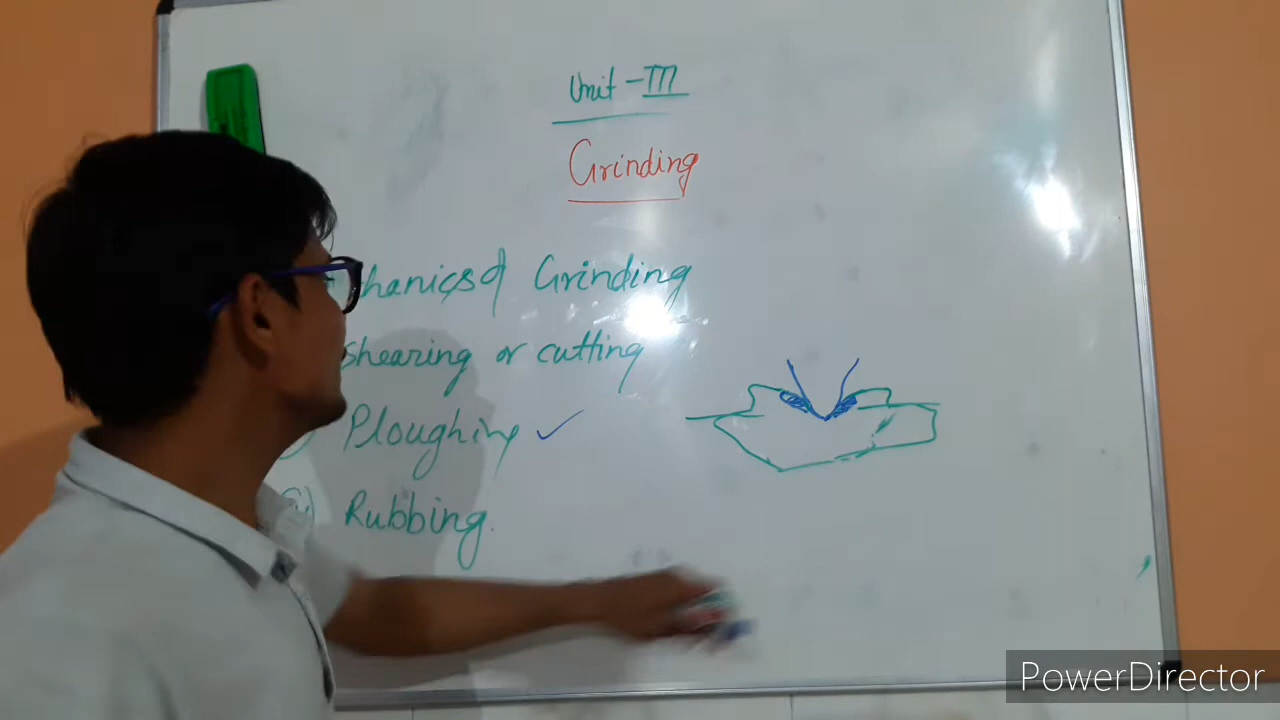 Unit - III
Grinding
hanics of Grinding
shearing or cutting
Ploughing ✓
Rubbing.
PowerDirector